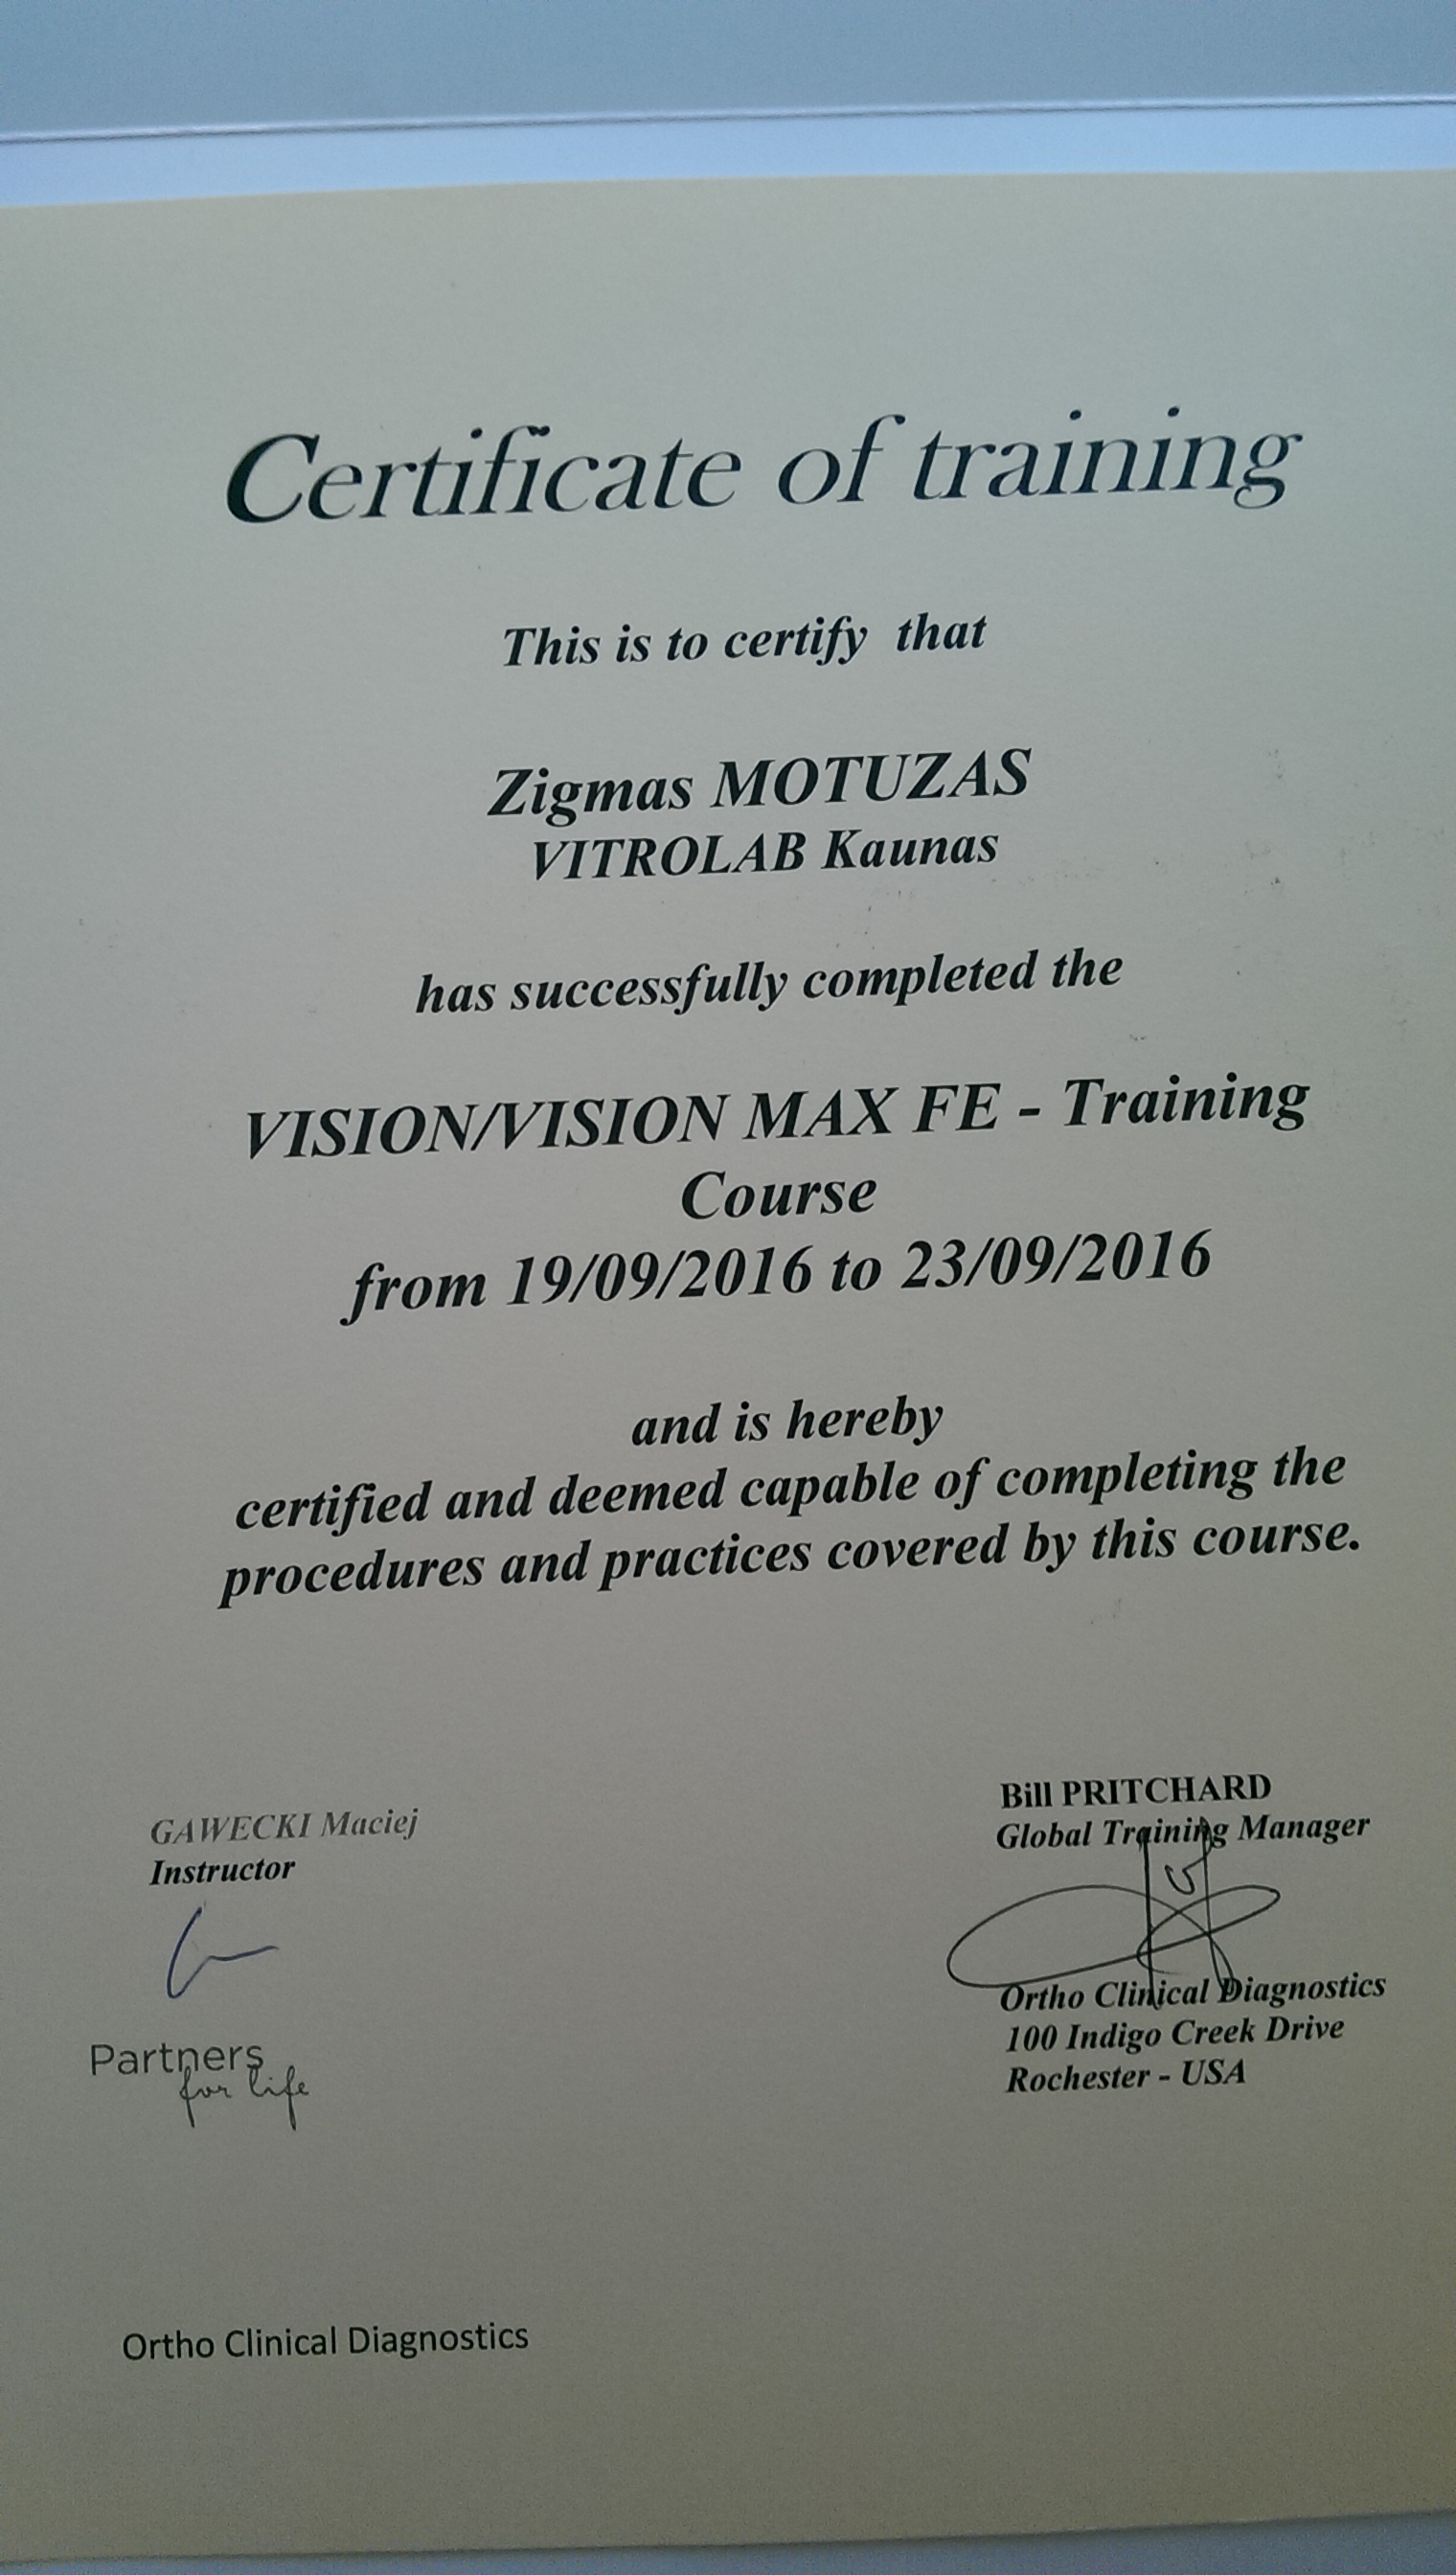 Certificate of training
This is to certify that
Zigmas MOTUZAS
VITROLAB Kaunas
has successfully completed the
VISION/VISION MAX FE - Training
Course
from 19/09/2016 to 23/09/2016
and is hereby
certified and deemed capable of completing the
procedures and practices covered by this course.
GAWECKI Maciej
Instructor
Partners
for life
Bill PRITCHARD
Global Training Manager
Ortho Clinical Diagnostics
100 Indigo Creek Drive
Rochester - USA
Ortho Clinical Diagnostics